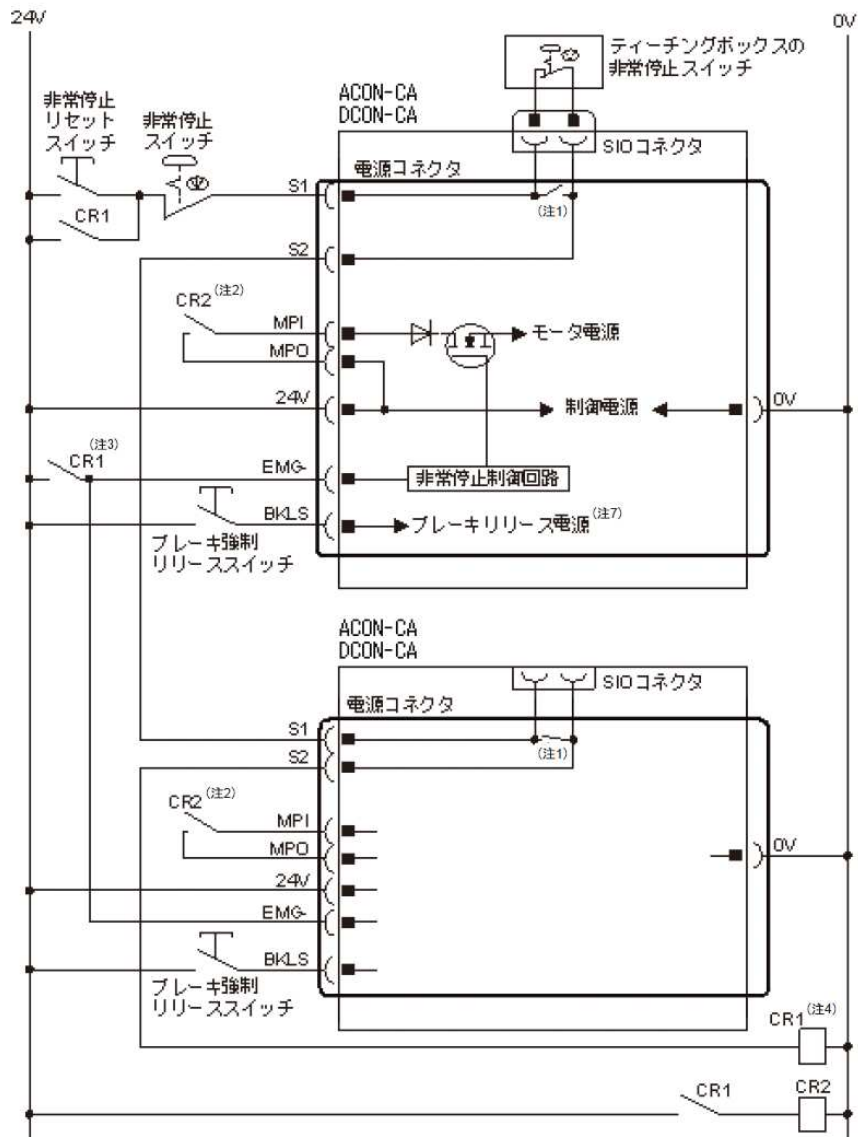 24V
0V
ティーチングボックスの
非常停止スイッチ
非常停止
リセット
スイッチ
非常停止
スイッチ
ACON-CA
DCON-CA
SIOコネクタ
電源コネクタ
S1
(注1)
CR1
S2
CR2(注2)
MPI
モータ電源
MPO
24V
制御電源
0V
CR1(注3)
EMG-
非常停止制御回路
BKLS
ブレーキリリース電源(注7)
ブレーキ強制
リリーススイッチ
ACON-CA
DCON-CA
SIOコネクタ
電源コネクタ
S1
(注1)
S2
CR2(注2)
MPI
MPO
0V
24V
EMG-
BKLS
ブレーキ強制
リリーススイッチ
CR1(注4)
CR1
CR2